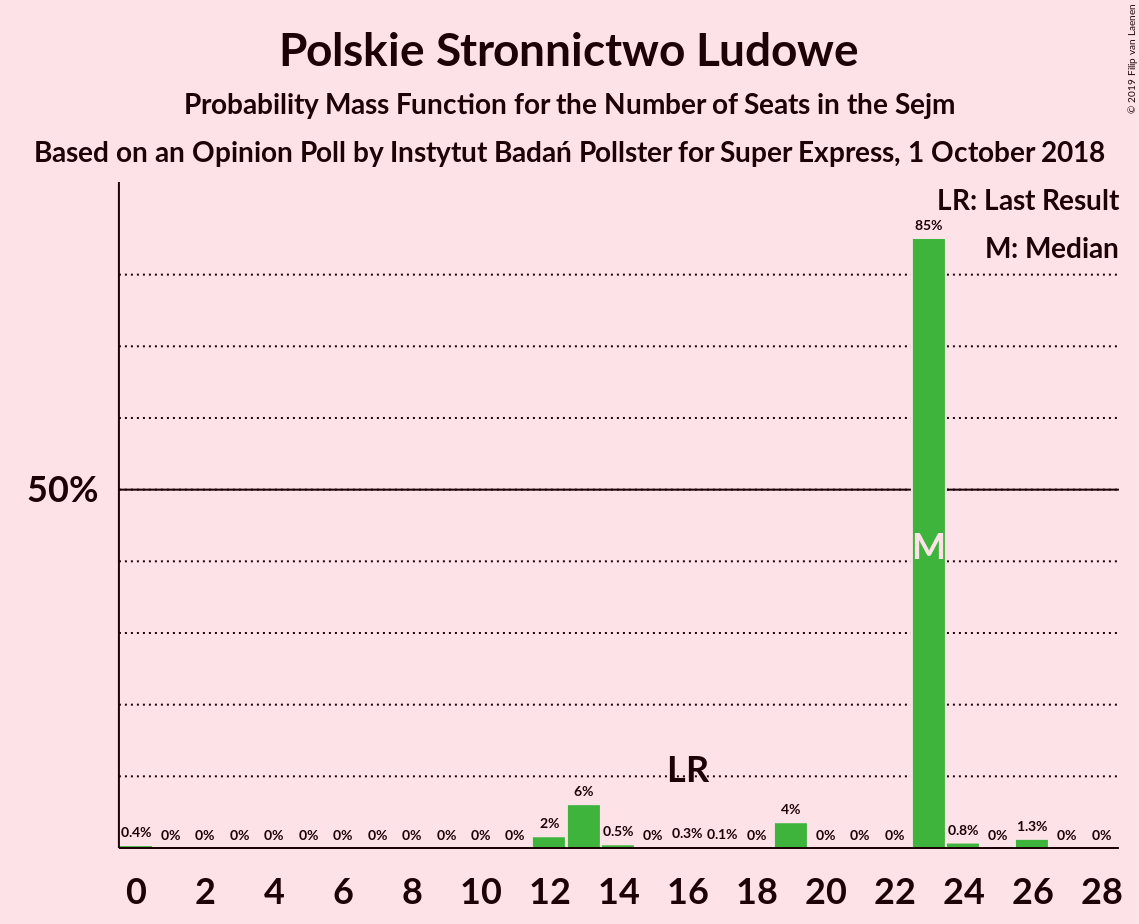 Polskie Stronnictwo Ludowe
Probability Mass Function for the Number of Seats in the Sejm
Based on an Opinion Poll by Instytut Badań Pollster for Super Express, 1 October 2018
© 2019 Filip van Laenen
LR: Last Result
M: Median
85%
50%
M
LR
0.4% 0% 0% 0% 0% 0% 0% 0% 0% 0% 0% 0% 2% 6% 0.5% 0% 0.3% 0.1% 0% 4% 0% 0% 0% 0.8% 0% 1.3% 0% 0%
0 2 4 6 8 10 12 14 16 18 20 22 24 26 28